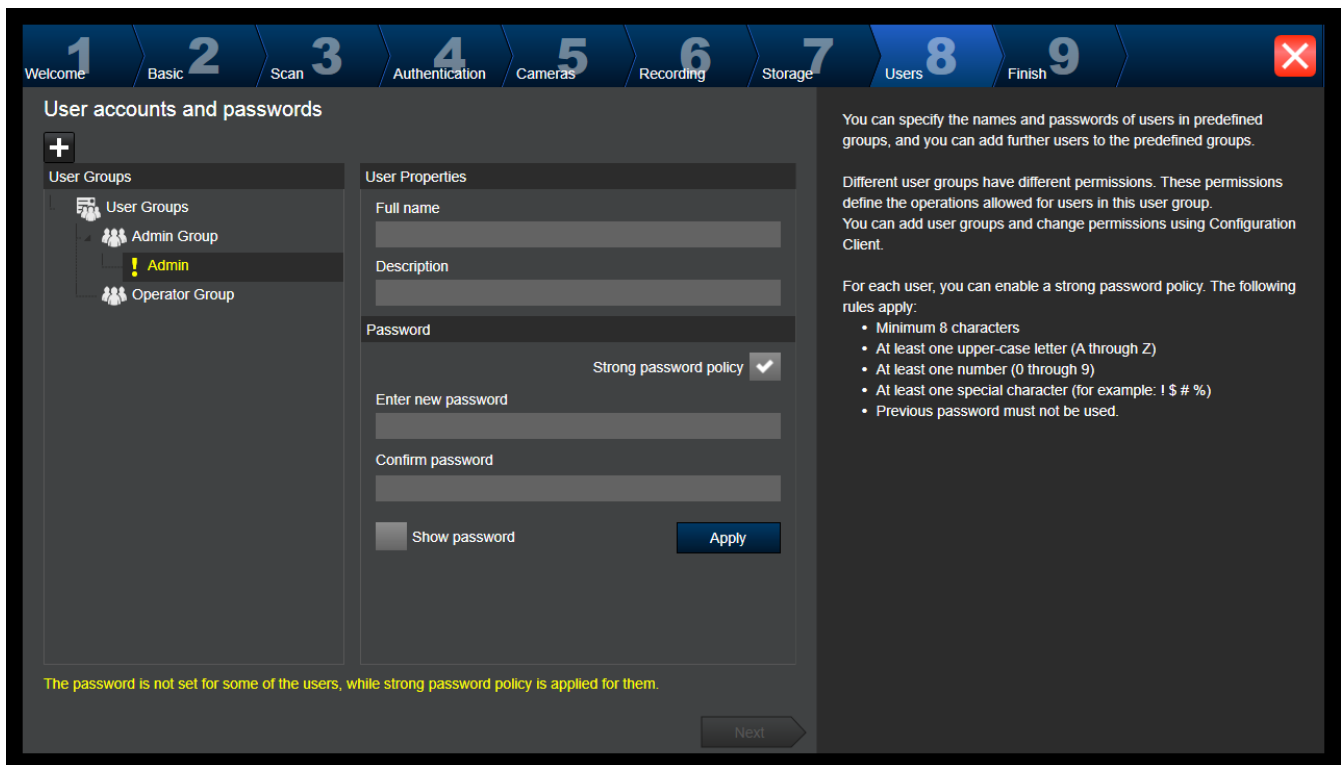 1 Welcome
2 Basic
3 Scan
4 Authentication
5 Cameras
6 Recording
7 Storage
8 Users
9 Finish
User accounts and passwords
User Groups
User Groups
Admin Group
! Admin
Operator Group
User Properties
Full name
Description
Password
Strong password policy
Enter new password
Confirm password
Show password
Apply
The password is not set for some of the users, while strong password policy is applied for them.
Next
You can specify the names and passwords of users in predefined
groups, and you can add further users to the predefined groups.
Different user groups have different permissions. These permissions
define the operations allowed for users in this user group.
You can add user groups and change permissions using Configuration
Client.
For each user, you can enable a strong password policy. The following
rules apply:
• Minimum 8 characters
• At least one upper-case letter (A through Z)
• At least one number (0 through 9)
• At least one special character (for example: ! $ # %)
• Previous password must not be used.